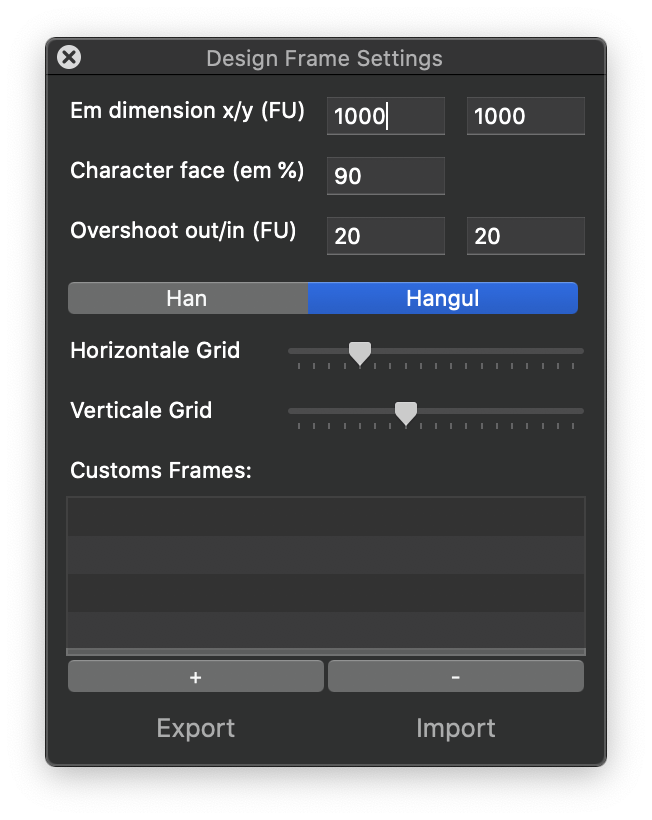 Design Frame Settings
Em dimension x/y (FU) 1000 1000
Character face (em %) 90
Overshoot out/in (FU) 20 20
Han Hangul
Horizontale Grid
Verticale Grid
Customs Frames:
+ -
Export Import